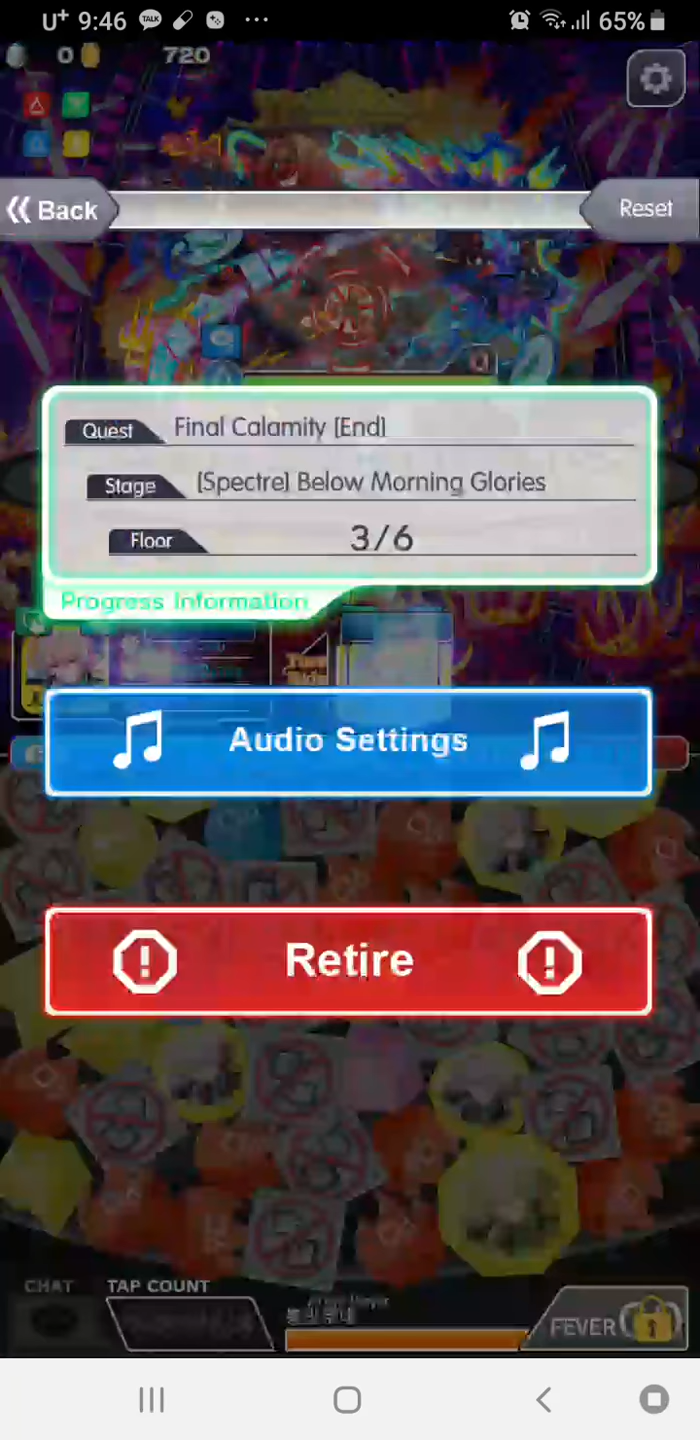 U+ 9:46 TALK 65%
0 720
Back Reset
Quest Final Calamity [End]
Stage [Spectre] Below Morning Glories
Floor 3/6
Progress Information
Audio Settings
Retire
CHAT TAP COUNT
FEVER